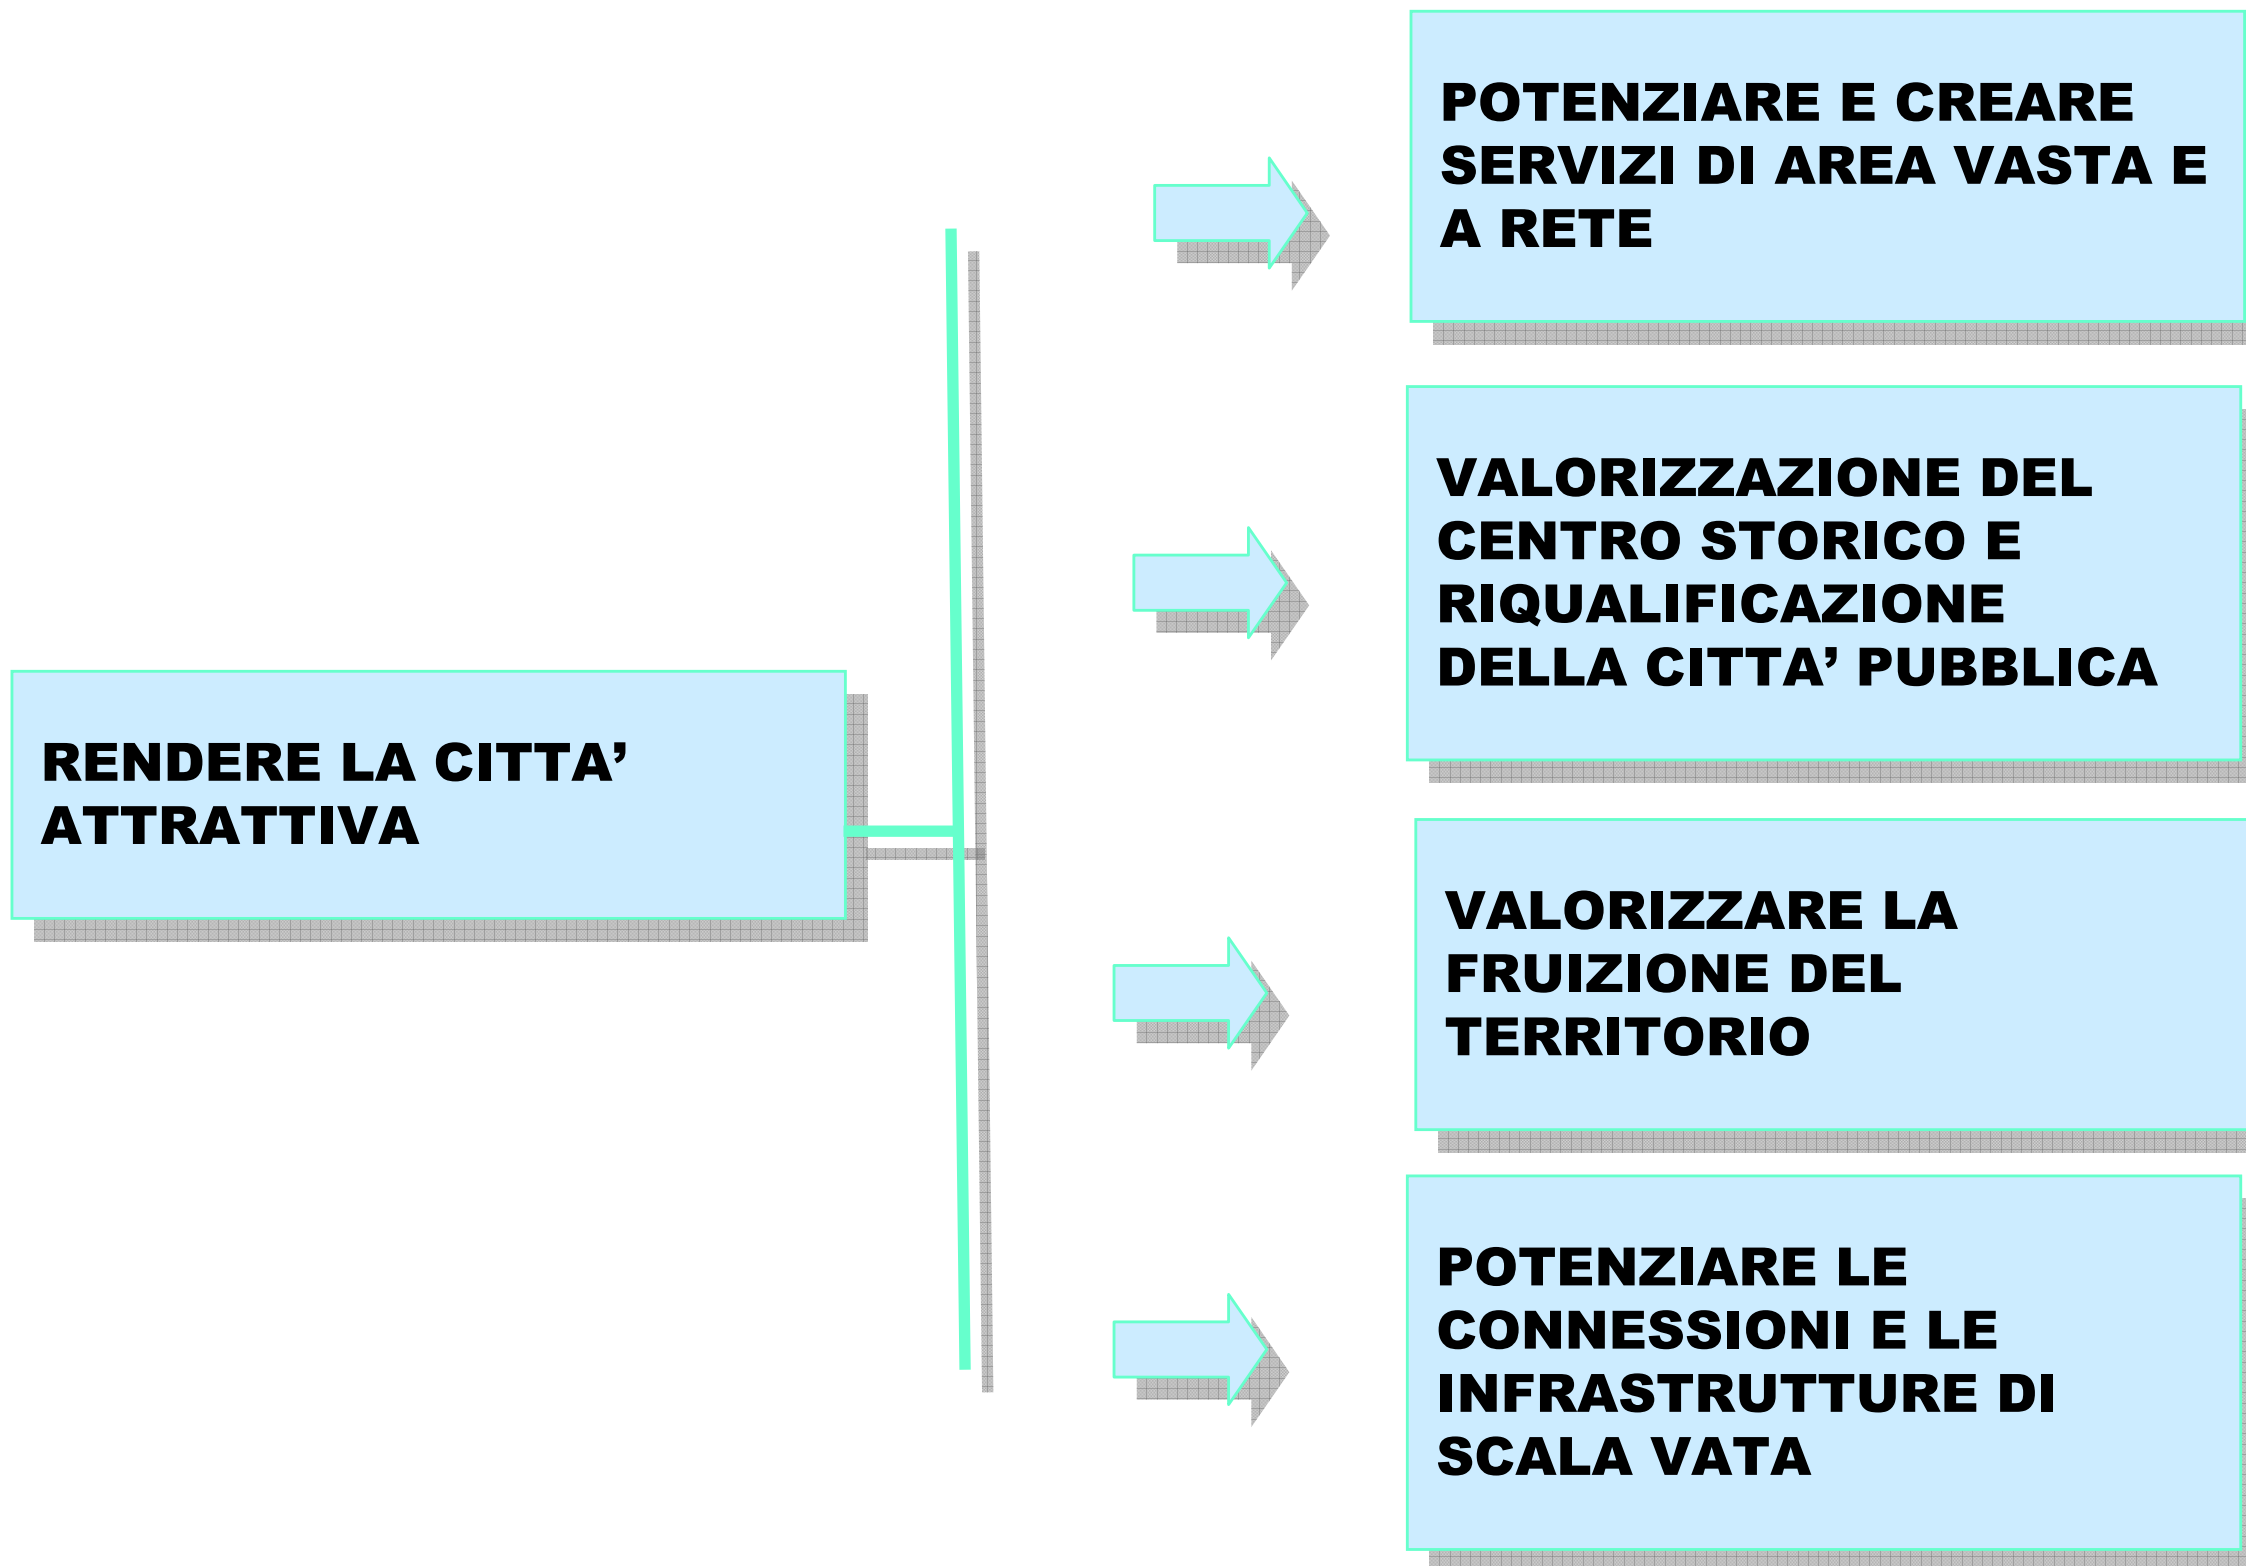 RENDERE LA CITTA’
ATTRATTIVA
POTENZIARE E CREARE
SERVIZI DI AREA VASTA E
A RETE
VALORIZZAZIONE DEL
CENTRO STORICO E
RIQUALIFICAZIONE
DELLA CITTA’ PUBBLICA
VALORIZZARE LA
FRUIZIONE DEL
TERRITORIO
POTENZIARE LE
CONNESSIONI E LE
INFRASTRUTTURE DI
SCALA VATA